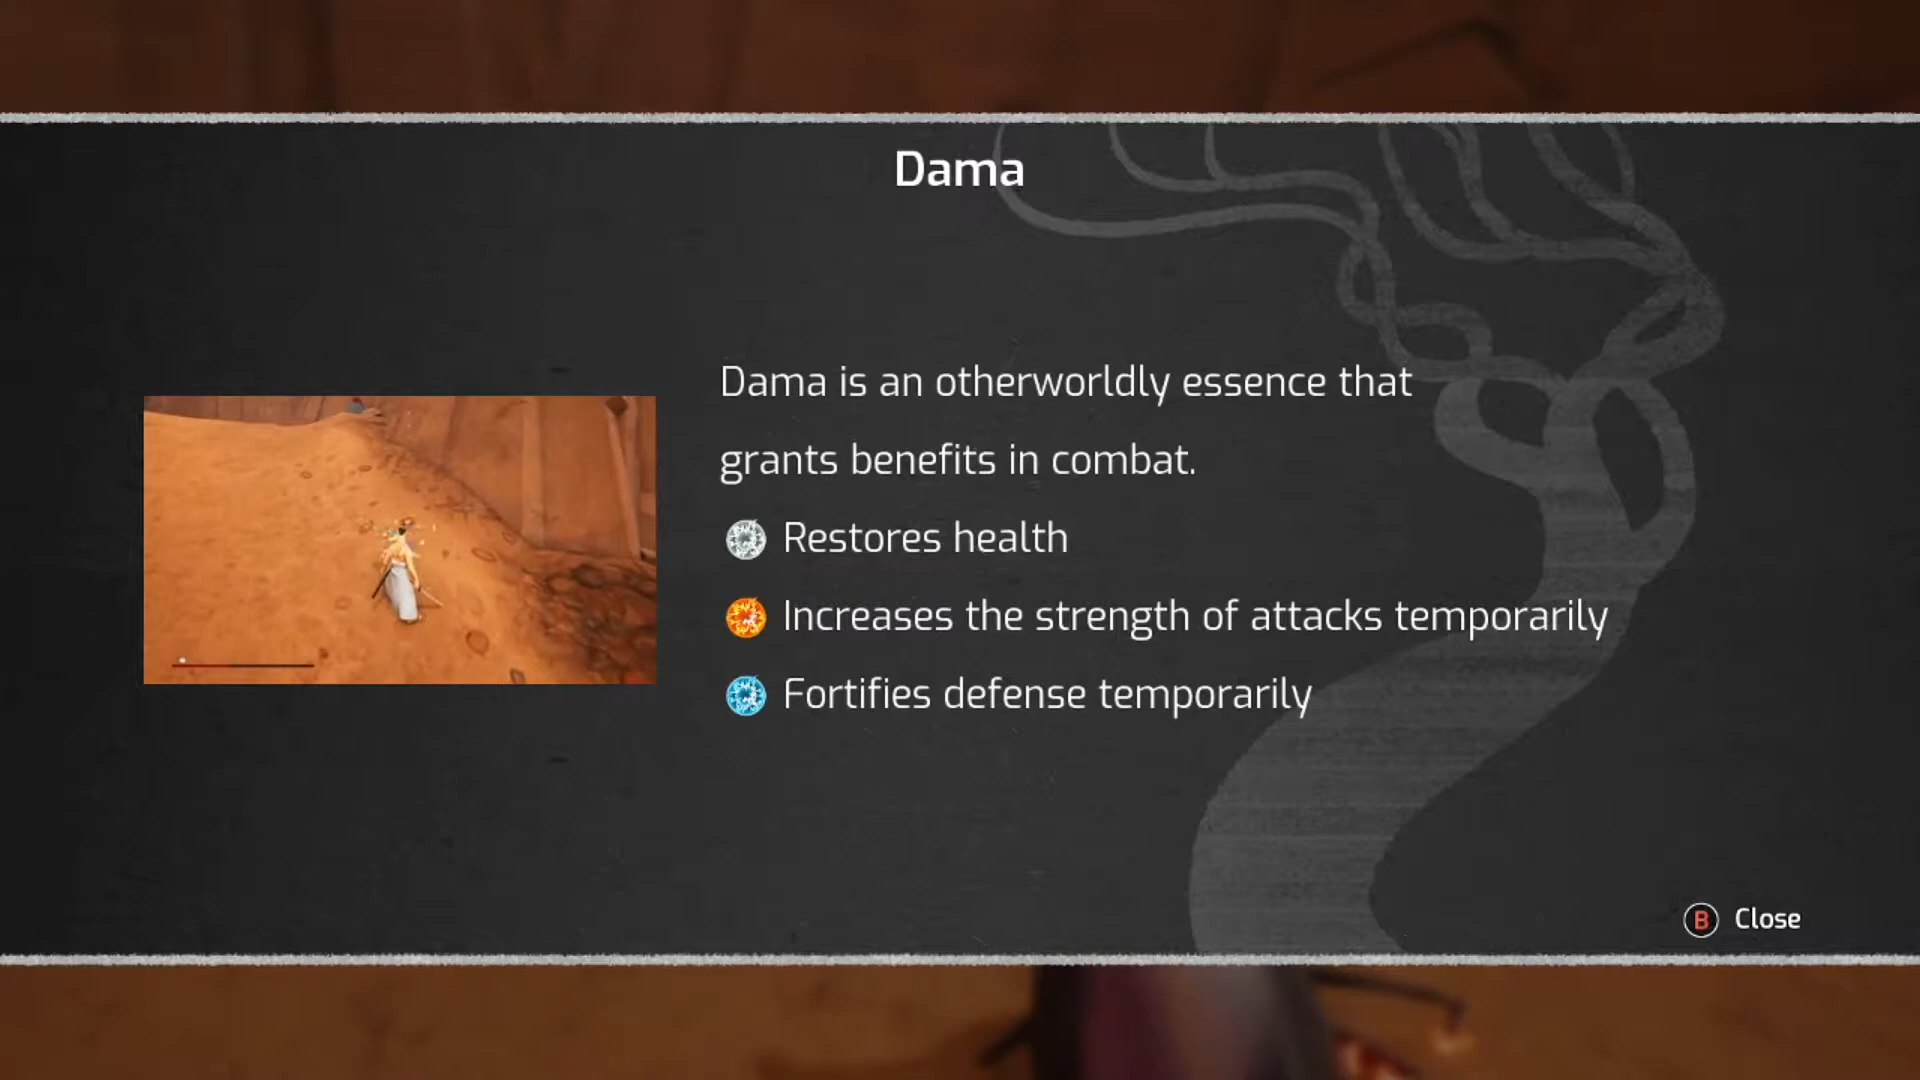 Dama
Dama is an otherworldly essence that
grants benefits in combat.
Restores health
Increases the strength of attacks temporarily
Fortifies defense temporarily
B Close